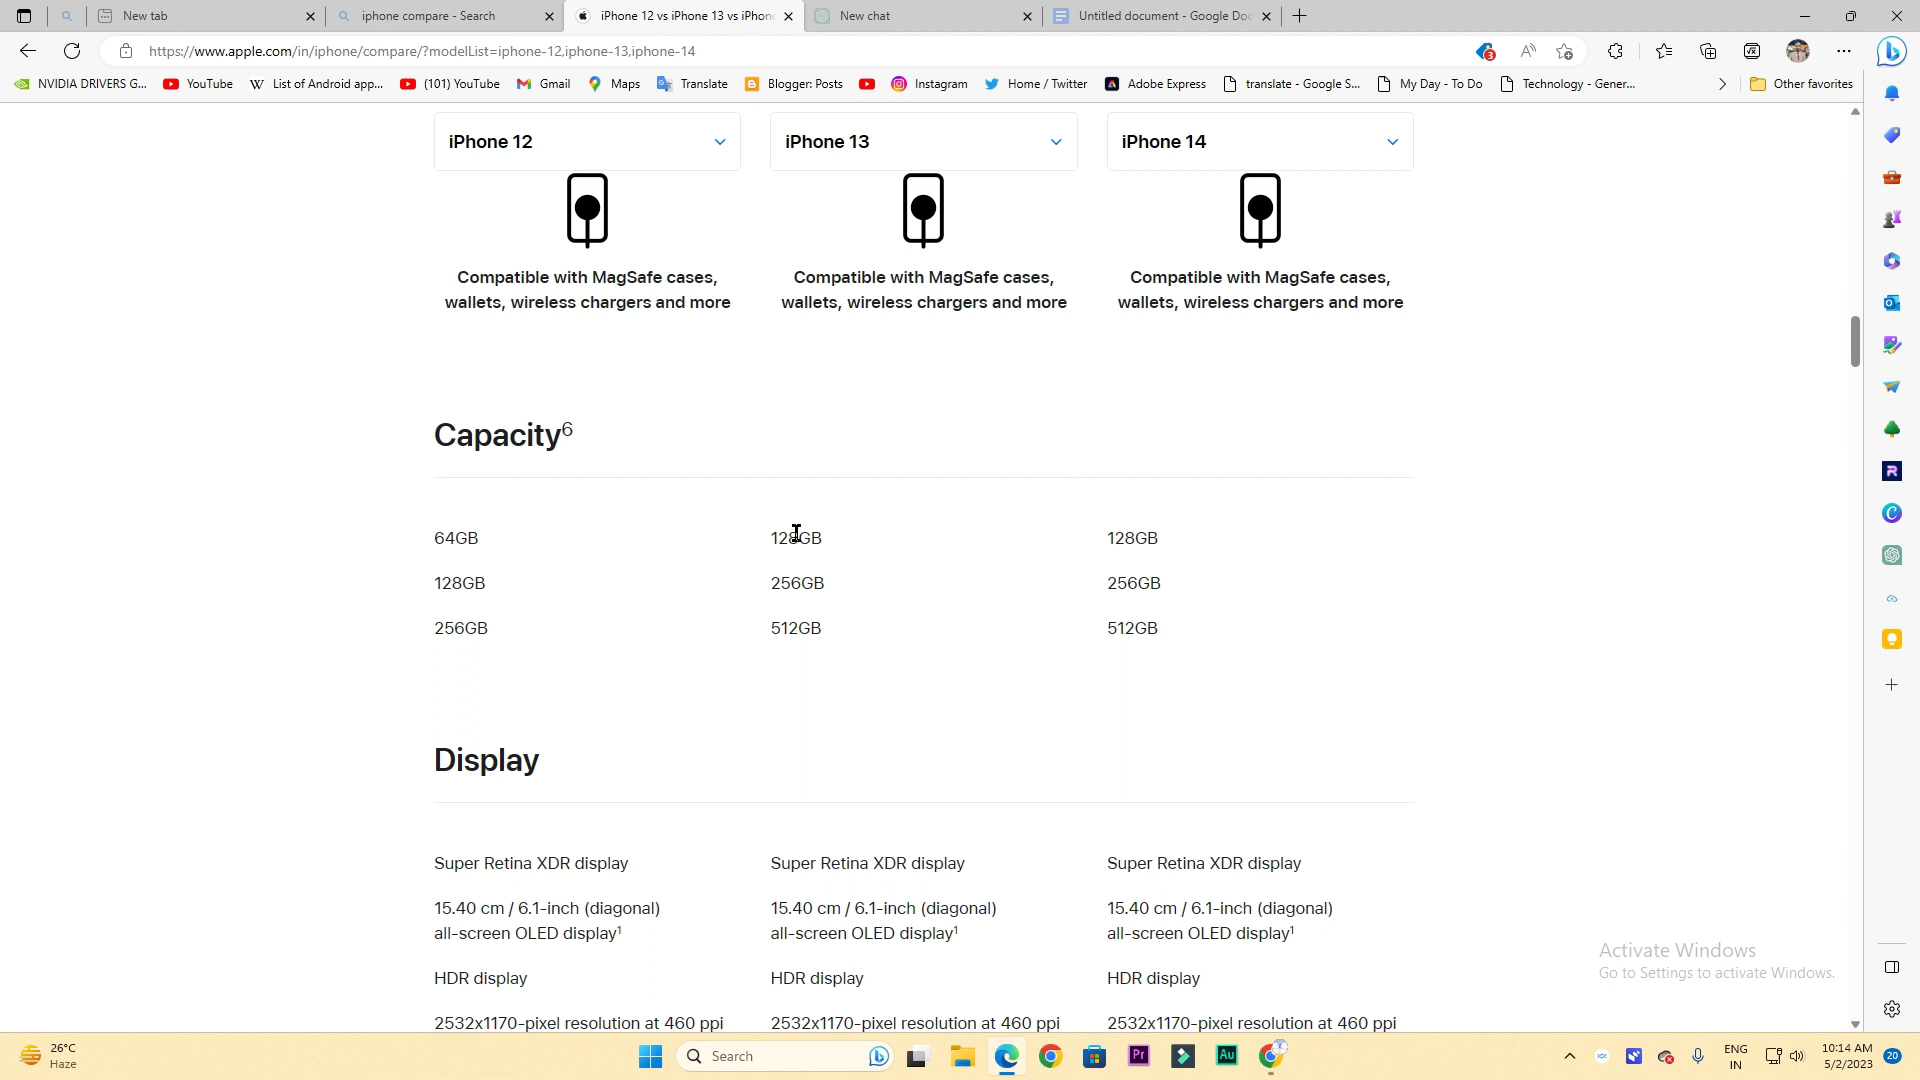 New tab
iphone compare - Search
iPhone 12 vs iPhone 13 vs iPhone
New chat
Untitled document - Google Doc
https://www.apple.com/in/iphone/compare/?modelList=iphone-12,iphone-13,iphone-14
3
NVIDIA DRIVERS G...
YouTube
List of Android app...
(101) YouTube
Gmail
Maps
Translate
Blogger: Posts
Instagram
Home / Twitter
Adobe Express
translate - Google S...
My Day - To Do
Technology - Gener...
Other favorites
iPhone 12
iPhone 13
iPhone 14
Compatible with MagSafe cases,
wallets, wireless chargers and more
Compatible with MagSafe cases,
wallets, wireless chargers and more
Compatible with MagSafe cases,
wallets, wireless chargers and more
Capacity6
64GB
128GB
128GB
128GB
256GB
256GB
256GB
512GB
512GB
Display
Super Retina XDR display
Super Retina XDR display
Super Retina XDR display
15.40 cm / 6.1-inch (diagonal)
all-screen OLED display1
15.40 cm / 6.1-inch (diagonal)
all-screen OLED display1
15.40 cm / 6.1-inch (diagonal)
all-screen OLED display1
HDR display
HDR display
HDR display
2532x1170-pixel resolution at 460 ppi
2532x1170-pixel resolution at 460 ppi
2532x1170-pixel resolution at 460 ppi
Activate Windows
Go to Settings to activate Windows.
26°C
Haze
Search
Pr
Au
ENG
IN
10:14 AM
5/2/2023
20